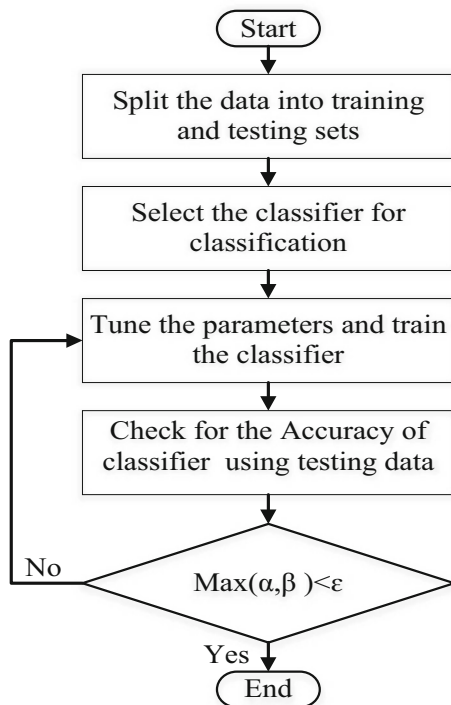 Start
Split the data into training
and testing sets
Select the classifier for
classification
Tune the parameters and train
the classifier
Check for the Accuracy of
classifier using testing data
Max(α,β )<ε
No
Yes
End